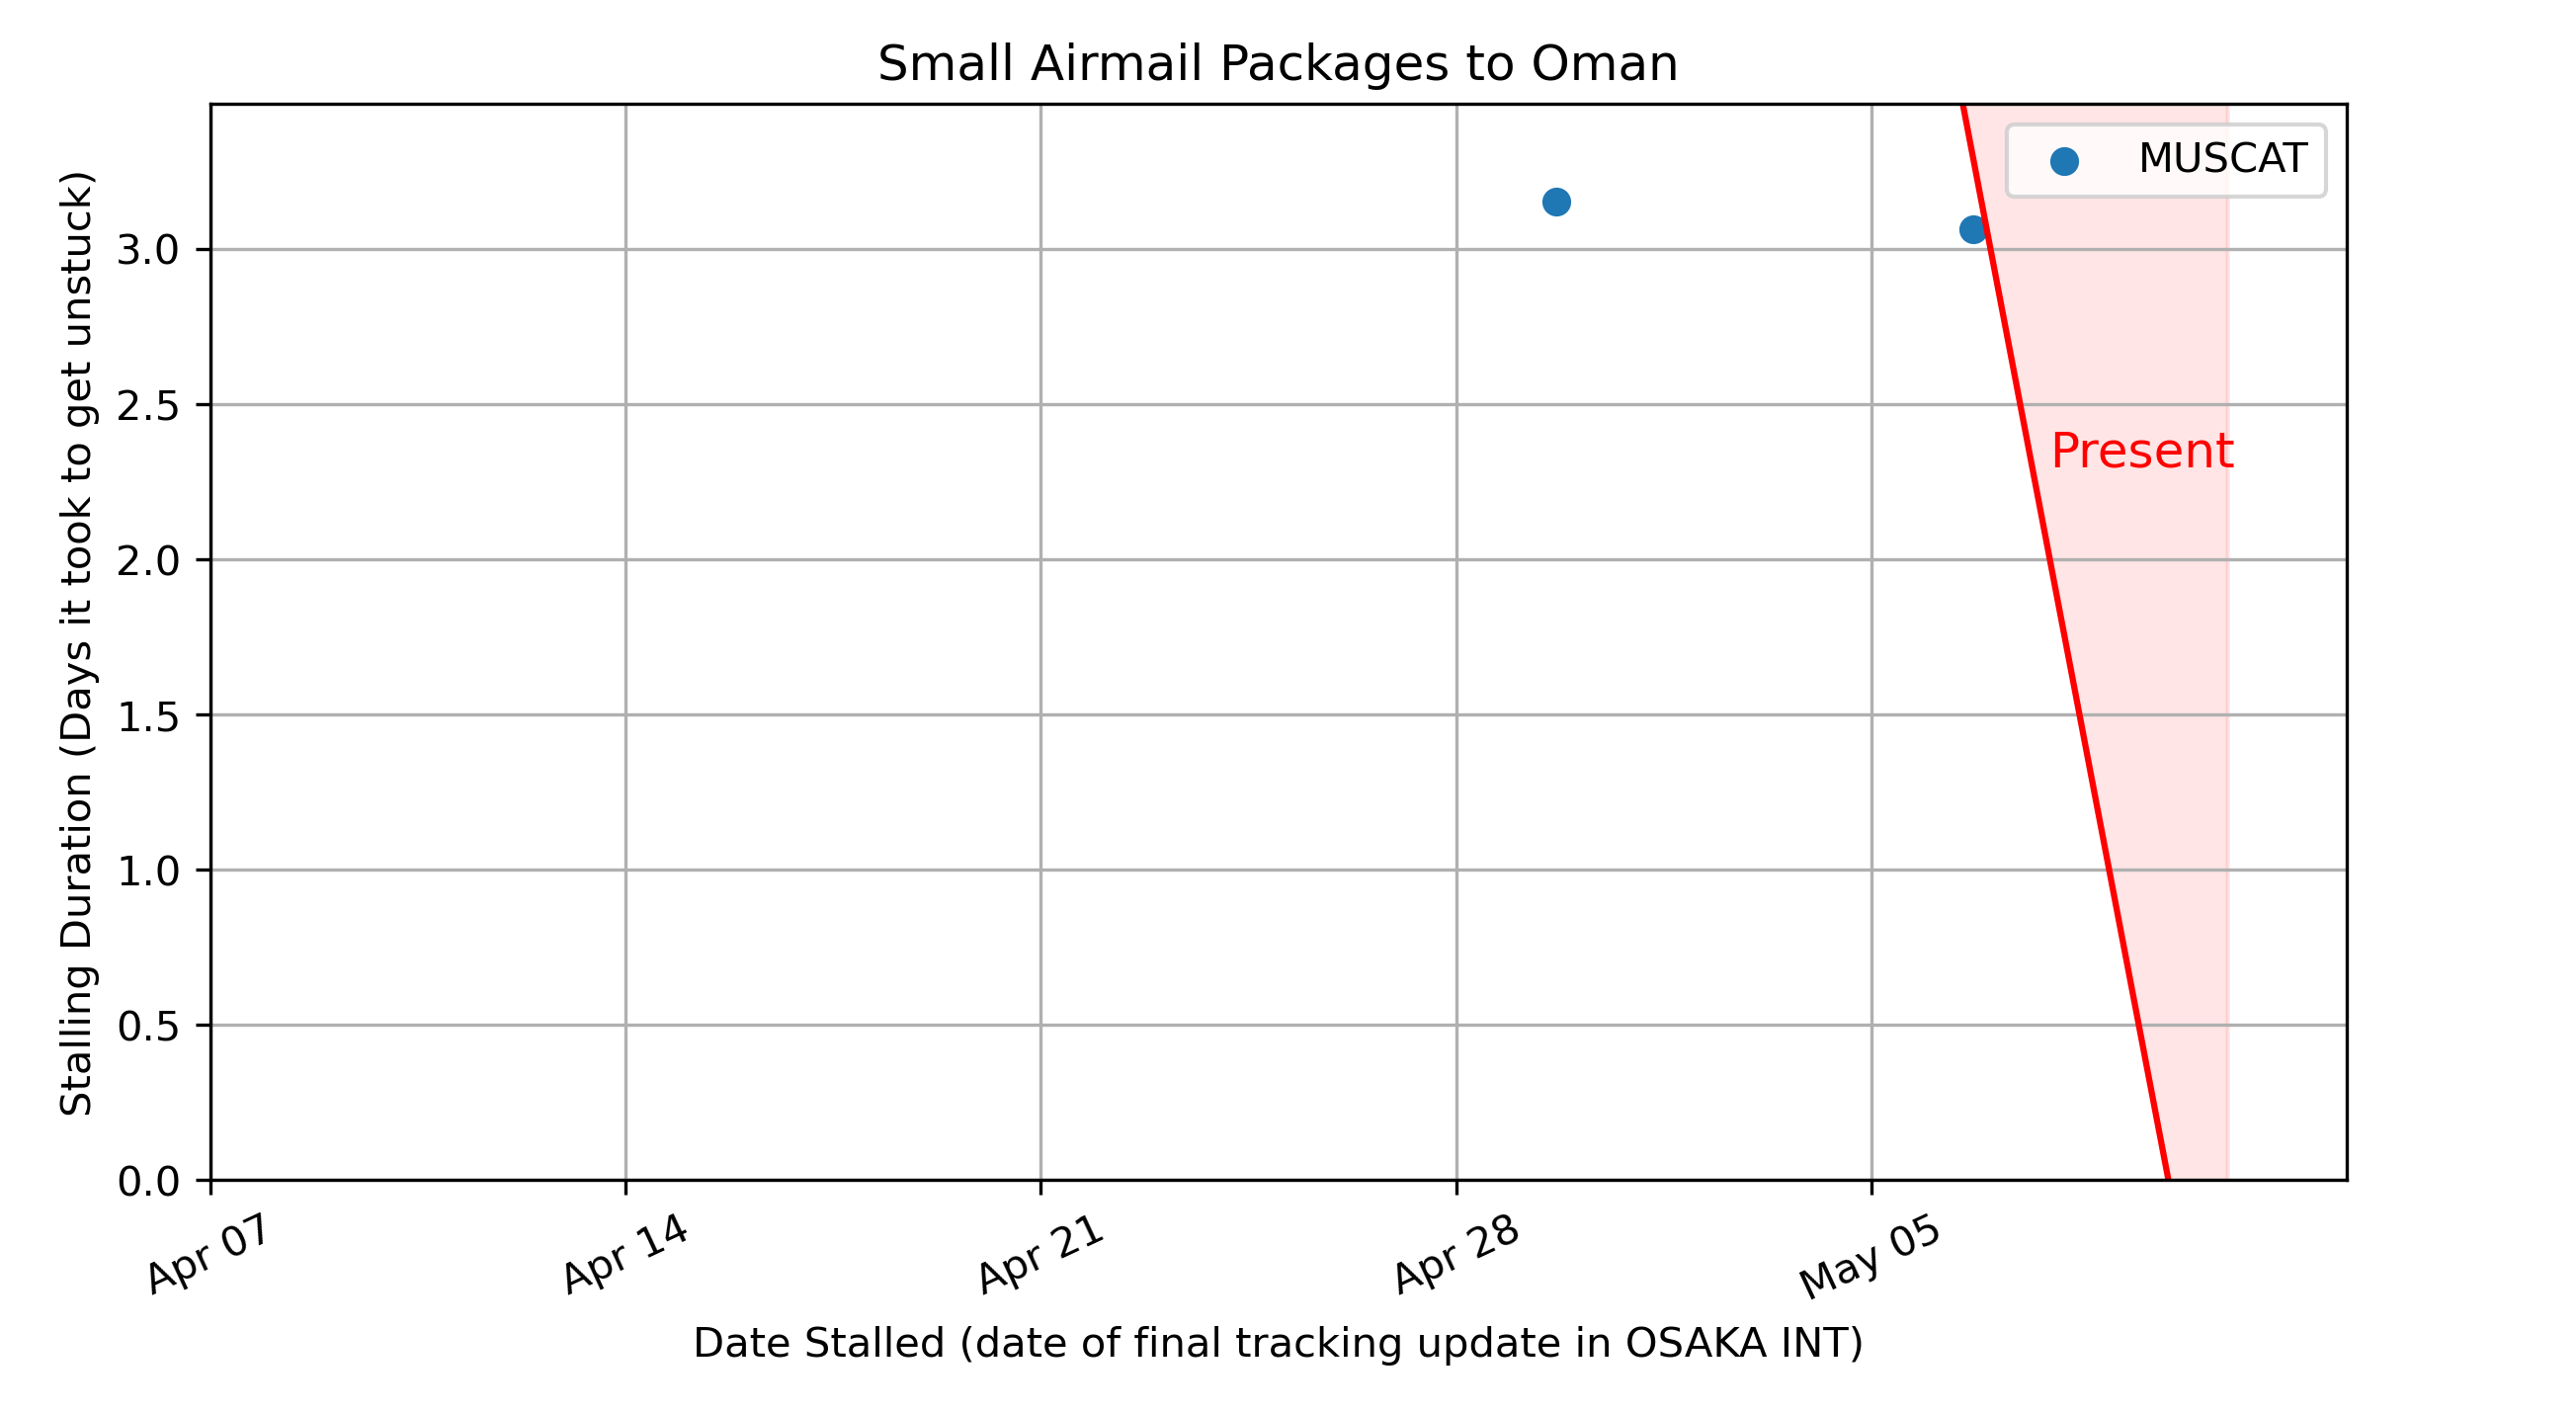 Small Airmail Packages to Oman
MUSCAT
Present
Stalling Duration (Days it took to get unstuck)
3.0
2.5
2.0
1.5
1.0
0.5
0.0
Apr 07
Apr 14
Apr 21
Apr 28
May 05
Date Stalled (date of final tracking update in OSAKA INT)